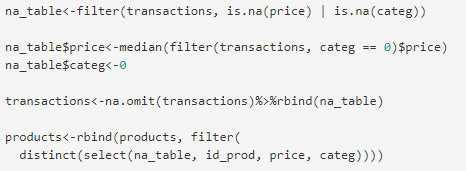 na_table<-filter(transactions, is.na(price) | is.na(categ))
na_table$price<-median(filter(transactions, categ == 0)$price)
na_table$categ<-0
transactions<-na.omit(transactions)%>%rbind(na_table)
products<-rbind(products, filter(
distinct(select(na_table, id_prod, price, categ))))